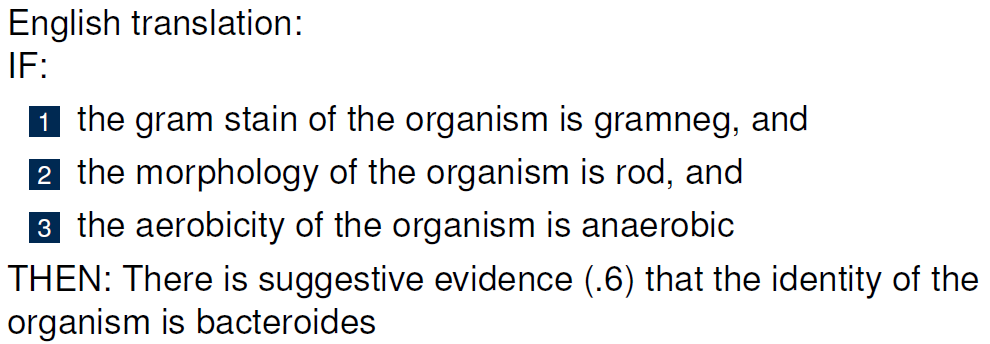 English translation:
IF:
1 the gram stain of the organism is gramneg, and
2 the morphology of the organism is rod, and
3 the aerobicity of the organism is anaerobic
THEN: There is suggestive evidence (.6) that the identity of the
organism is bacteroides